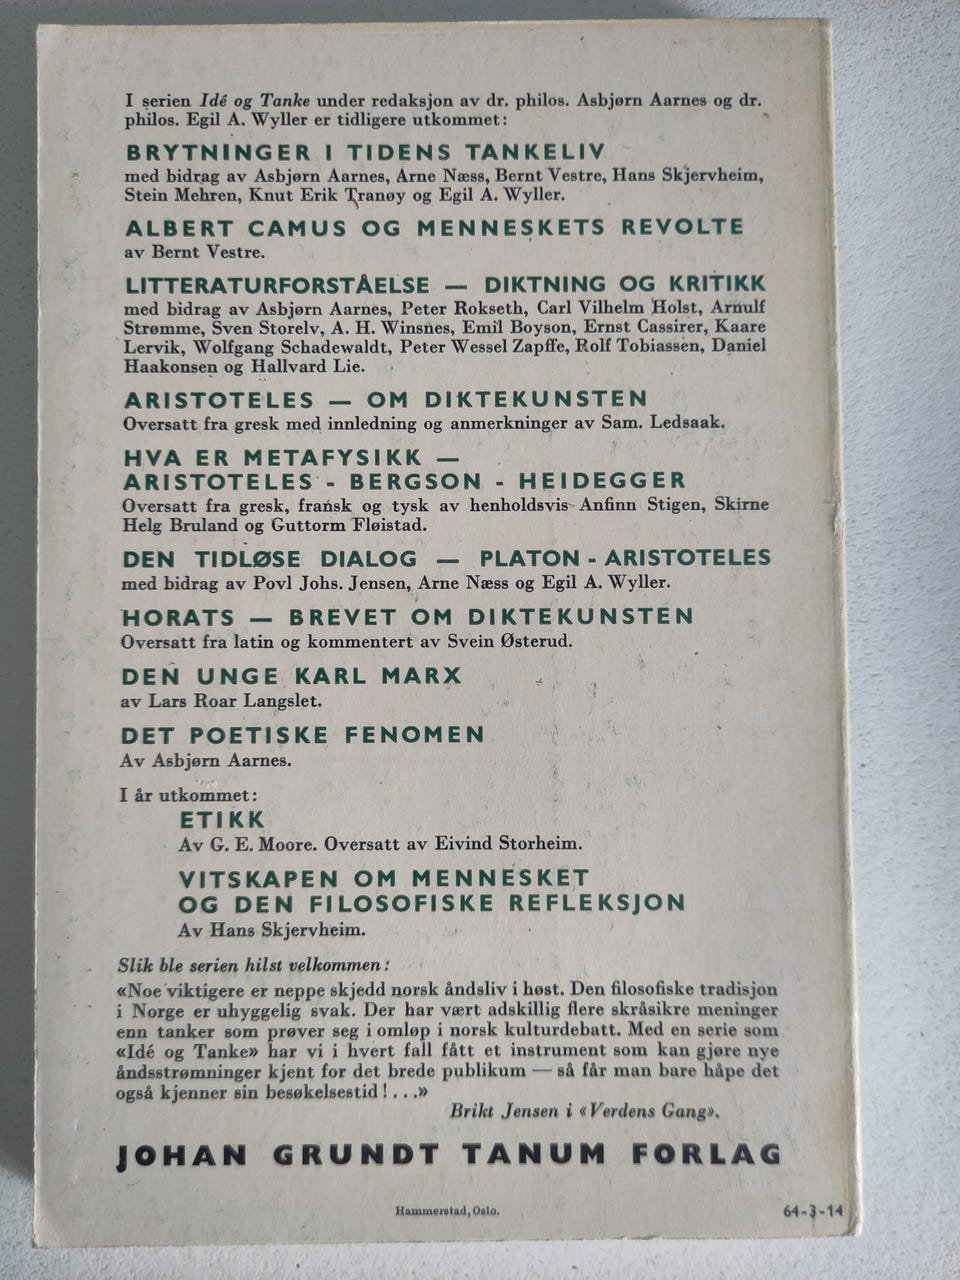 I serien Idé og Tanke under redaksjon av dr. philos. Asbjørn Aarnes og dr.
philos. Egil A. Wyller er tidligere utkommet:
BRYTNINGER I TIDENS TANKELIV
med bidrag av Asbjørn Aarnes, Arne Næss, Bernt Vestre, Hans Skjervheim,
Stein Mehren, Knut Erik Tranøy og Egil A. Wyller.
ALBERT CAMUS OG MENNESKETS REVOLTE
av Bernt Vestre.
LITTERATURFORSTÅELSE — DIKTNING OG KRITIKK
med bidrag av Asbjørn Aarnes, Peter Rokseth, Carl Vilhelm Holst, Arnulf
Strømme, Sven Storelv, A. H. Winsnes, Emil Boyson, Ernst Cassirer, Kaare
Lervik, Wolfgang Schadewaldt, Peter Wessel Zapffe, Rolf Tobiassen, Daniel
Haakonsen og Hallvard Lie.
ARISTOTELES — OM DIKTEKUNSTEN
Oversatt fra gresk med innledning og anmerkninger av Sam. Ledsaak.
HVA ER METAFYSIKK —
ARISTOTELES - BERGSON - HEIDEGGER
Oversatt fra gresk, fransk og tysk av henholdsvis Anfinn Stigen, Skirne
Helg Bruland og Guttorm Fløistad.
DEN TIDLØSE DIALOG — PLATON - ARISTOTELES
med bidrag av Povl Johs. Jensen, Arne Næss og Egil A. Wyller.
HORATS — BREVET OM DIKTEKUNSTEN
Oversatt fra latin og kommentert av Svein Østerud.
DEN UNGE KARL MARX
av Lars Roar Langslet.
DET POETISKE FENOMEN
Av Asbjørn Aarnes.
I år utkommet:
ETIKK
Av G. E. Moore. Oversatt av Eivind Storheim.
VITSKAPEN OM MENNESKET
OG DEN FILOSOFISKE REFLEKSJON
Av Hans Skjervheim.
Slik ble serien hilst velkommen:
«Noe viktigere er neppe skjedd norsk åndsliv i høst. Den filosofiske tradisjon
i Norge er uhyggelig svak. Der har vært adskillig flere skråsikre meninger
enn tanker som prøver seg i omløp i norsk kulturdebatt. Med en serie som
«Idé og Tanke» har vi i hvert fall fått et instrument som kan gjøre nye
åndsstrømninger kjent for det brede publikum — så får man bare håpe det
også kjenner sin besøkelsestid! . . .»
Brikt Jensen i «Verdens Gang».
JOHAN GRUNDT TANUM FORLAG
Hammerstad, Oslo.
64-3-14